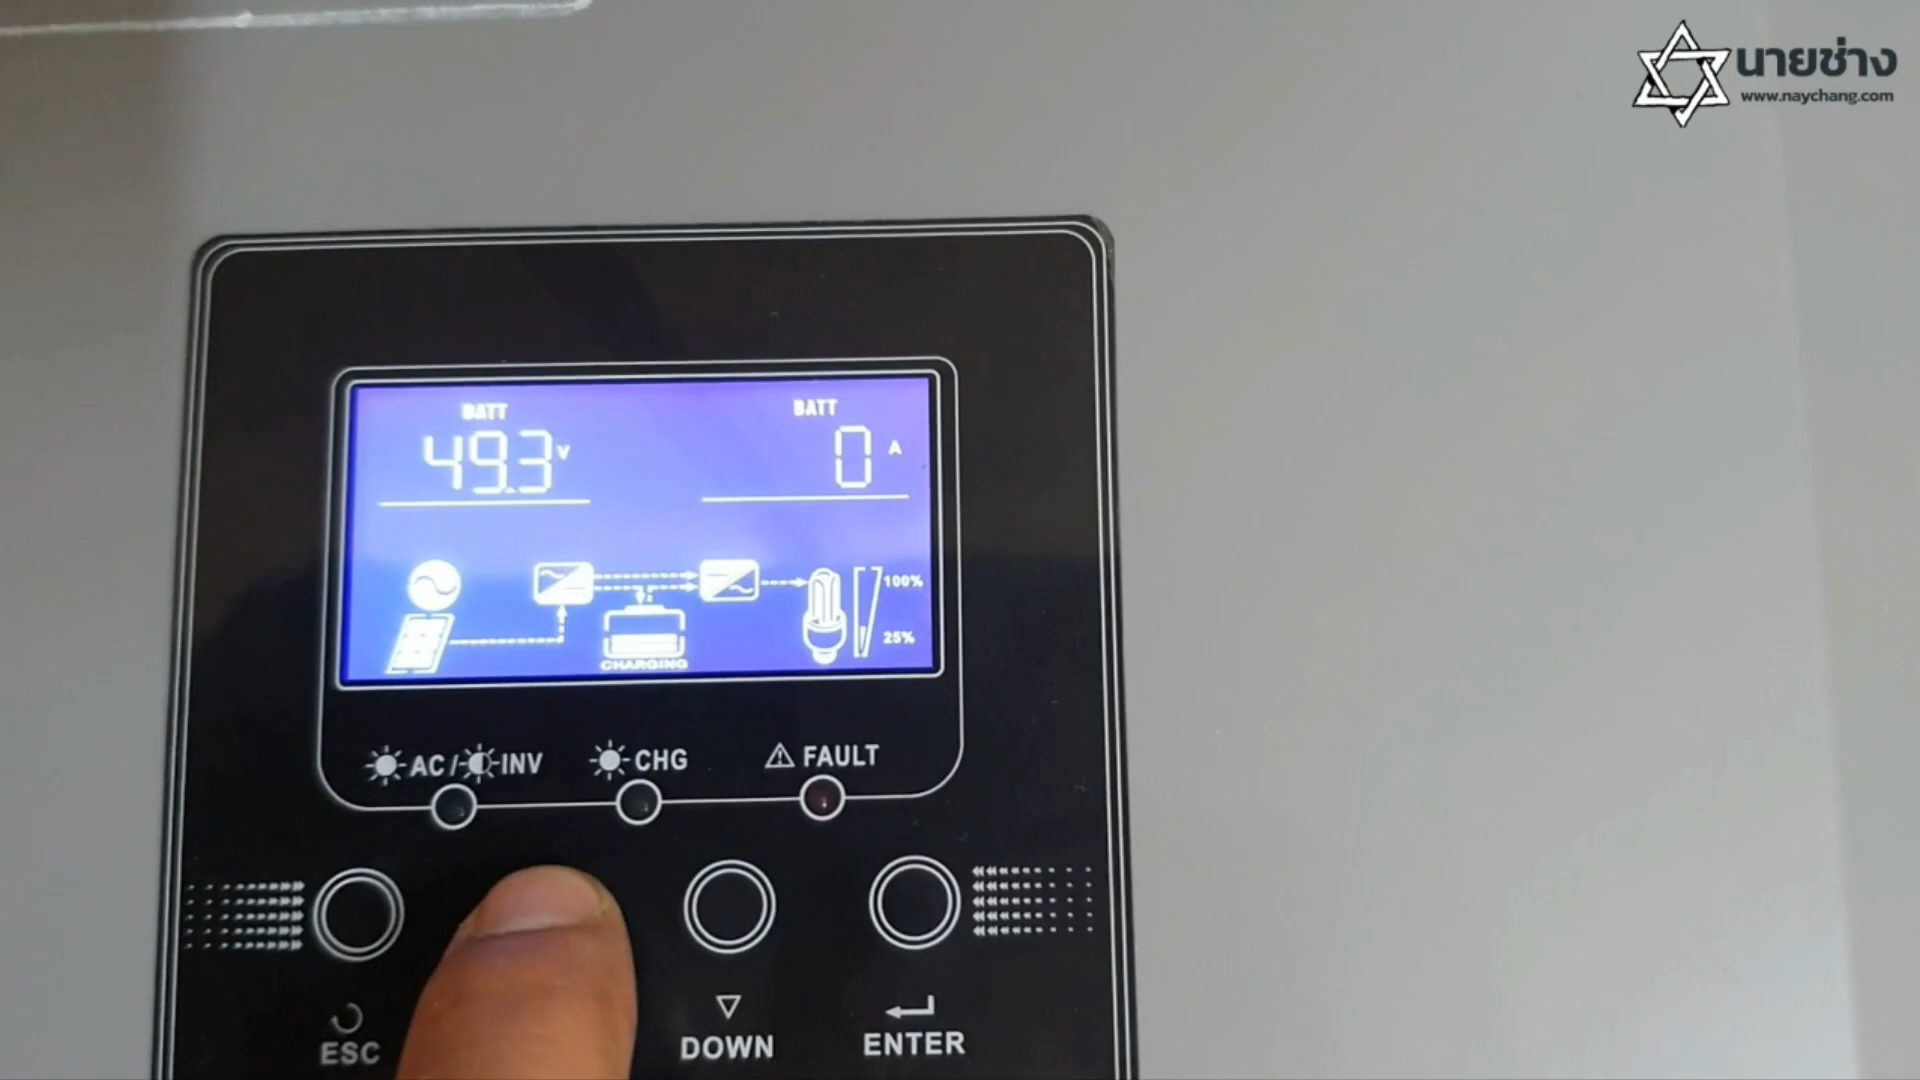 นายช่าง
www.naychang.com
BATT BATT
49.3 V 0 A
100%
25%
CHARGING
AC / INV CHG FAULT
ESC DOWN ENTER